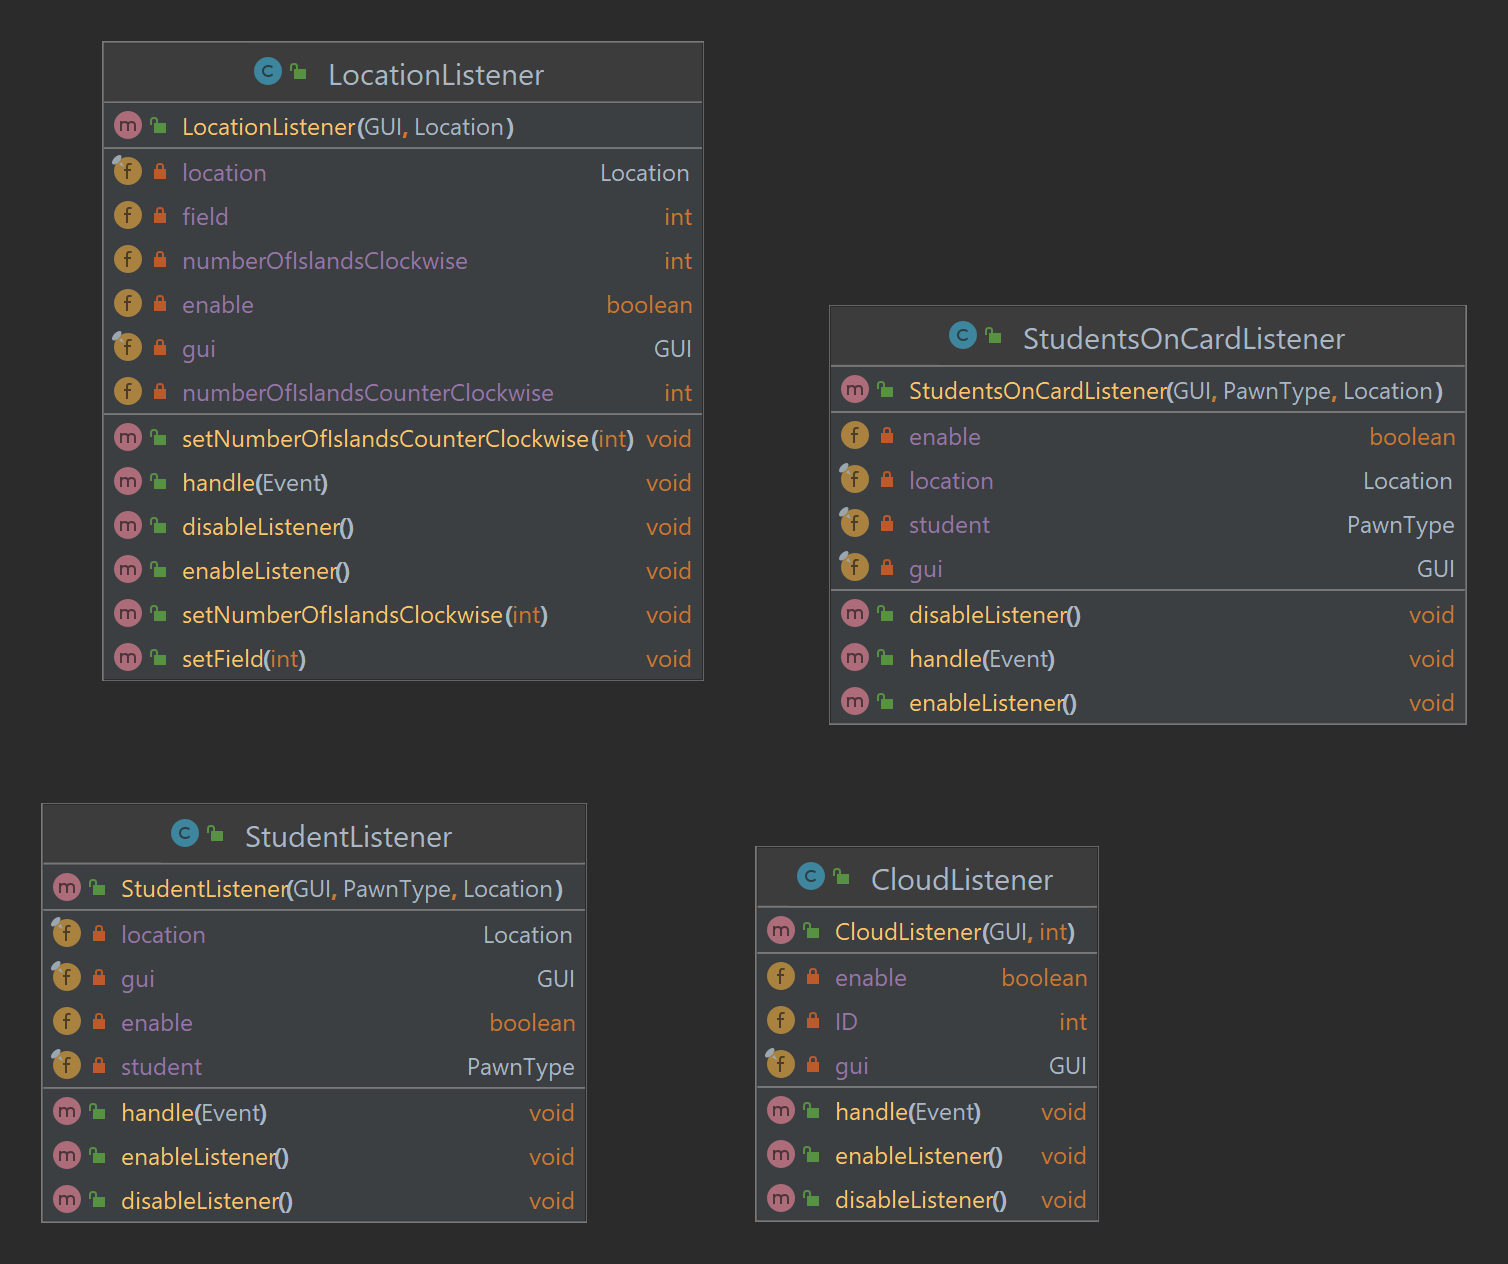 LocationListener
LocationListener(GUI, Location)
location Location
field int
numberOfIslandsClockwise int
enable boolean
gui GUI
numberOfIslandsCounterClockwise int
setNumberOfIslandsCounterClockwise(int) void
handle(Event) void
disableListener() void
enableListener() void
setNumberOfIslandsClockwise(int) void
setField(int) void
StudentsOnCardListener
StudentsOnCardListener(GUI, PawnType, Location)
enable boolean
location Location
student PawnType
gui GUI
disableListener() void
handle(Event) void
enableListener() void
StudentListener
StudentListener(GUI, PawnType, Location)
location Location
gui GUI
enable boolean
student PawnType
handle(Event) void
enableListener() void
disableListener() void
CloudListener
CloudListener(GUI, int)
enable boolean
ID int
gui GUI
handle(Event) void
enableListener() void
disableListener() void